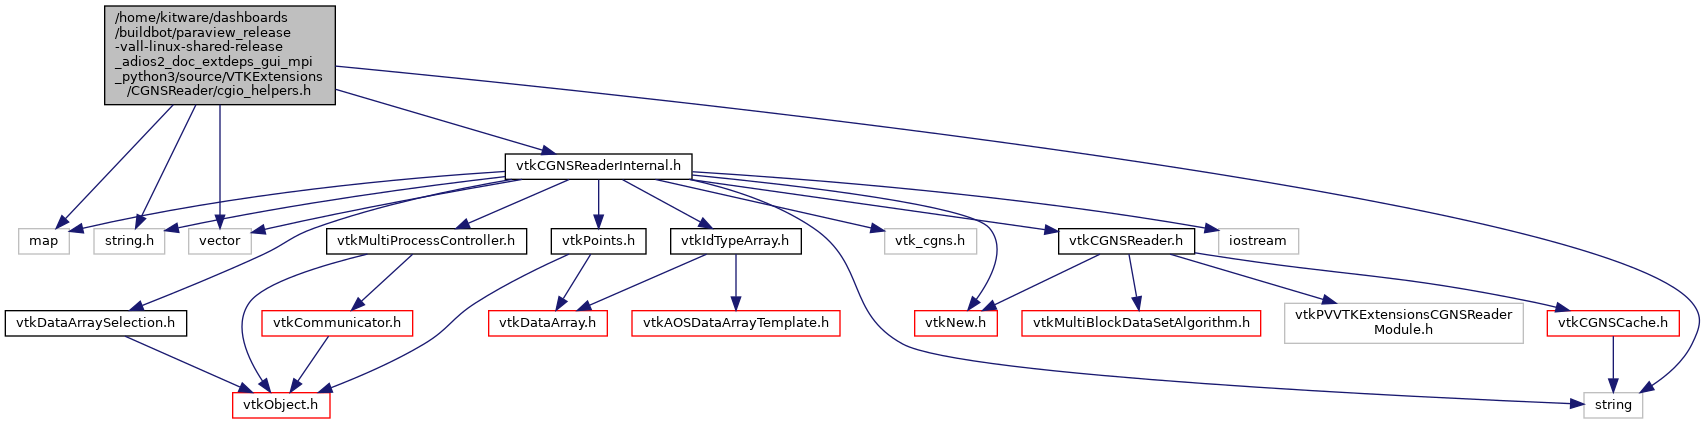 /home/kitware/dashboards
/buildbot/paraview_release
-vall-linux-shared-release
_adios2_doc_extdeps_gui_mpi
_python3/source/VTKExtensions
/CGNSReader/cgio_helpers.h
vtkCGNSReaderInternal.h
map
string.h
vector
vtkMultiProcessController.h
vtkPoints.h
vtkIdTypeArray.h
vtk_cgns.h
vtkCGNSReader.h
iostream
vtkDataArraySelection.h
vtkCommunicator.h
vtkDataArray.h
vtkAOSDataArrayTemplate.h
vtkNew.h
vtkMultiBlockDataSetAlgorithm.h
vtkPVVTKExtensionsCGNSReader
Module.h
vtkCGNSCache.h
vtkObject.h
string